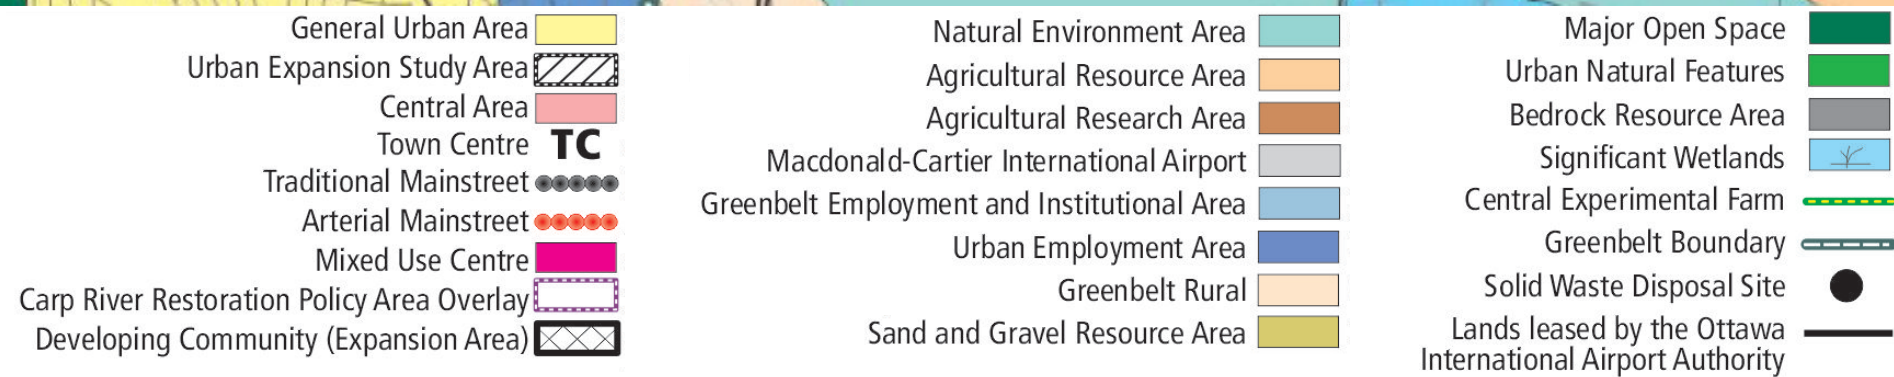 General Urban Area
Urban Expansion Study Area
Central Area
Town Centre TC
Traditional Mainstreet
Arterial Mainstreet
Mixed Use Centre
Carp River Restoration Policy Area Overlay
Developing Community (Expansion Area)
Natural Environment Area
Agricultural Resource Area
Agricultural Research Area
Macdonald-Cartier International Airport
Greenbelt Employment and Institutional Area
Urban Employment Area
Greenbelt Rural
Sand and Gravel Resource Area
Major Open Space
Urban Natural Features
Bedrock Resource Area
Significant Wetlands
Central Experimental Farm
Greenbelt Boundary
Solid Waste Disposal Site
Lands leased by the Ottawa
International Airport Authority